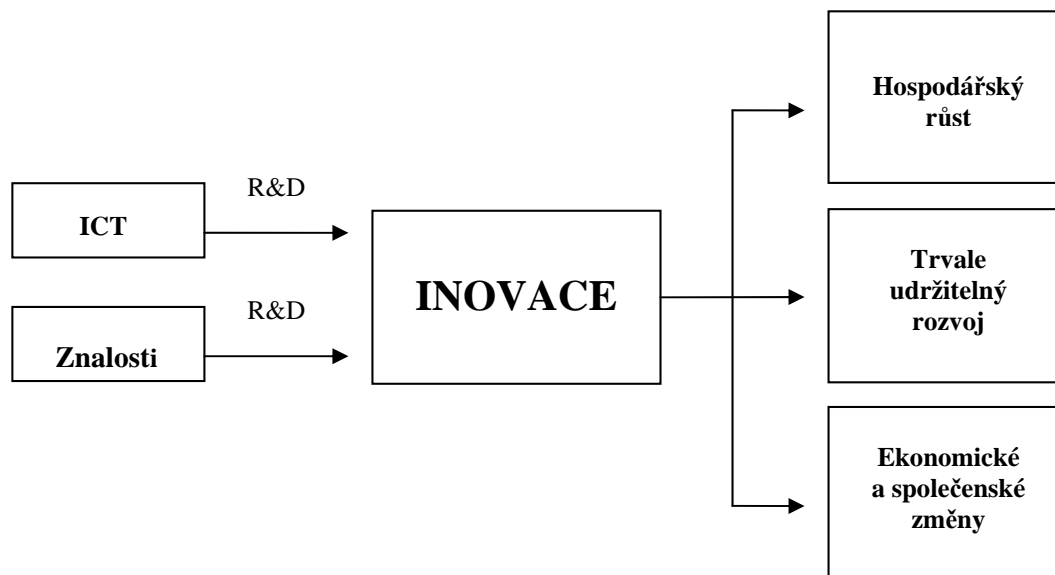 R&D
ICT
R&D
Znalosti
INOVACE
Hospodářský
růst
Trvale
udržitelný
rozvoj
Ekonomické
a společenské
změny